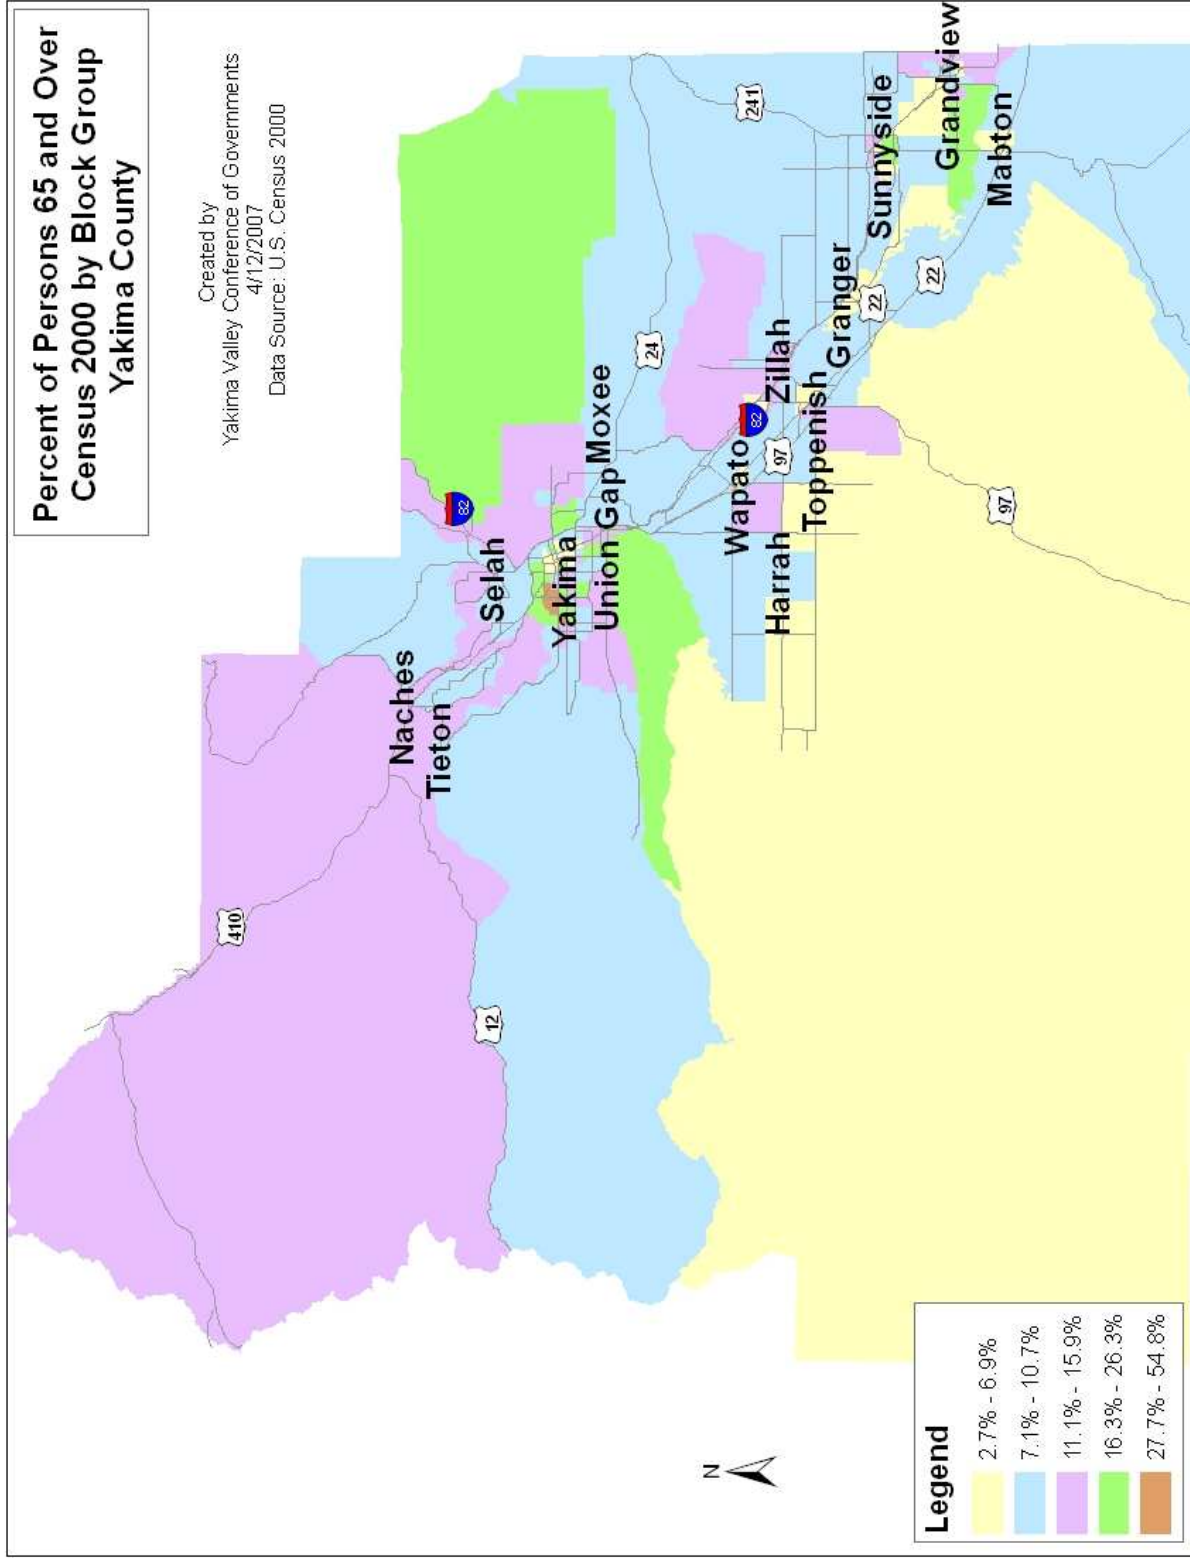 Percent of Persons 65 and Over
Census 2000 by Block Group
Yakima County
Created by
Yakima Valley Conference of Governments
4/12/2007
Data Source: U.S. Census 2000
410
12
82
Naches
Tieton
Selah
Yakima
Union Gap
Moxee
24
241
Wapato
82
97
Zillah
Harrah
Toppenish
Granger
22
22
Sunnyside
Grandview
Mabton
97
N
Legend
2.7% - 6.9%
7.1% - 10.7%
11.1% - 15.9%
16.3% - 26.3%
27.7% - 54.8%